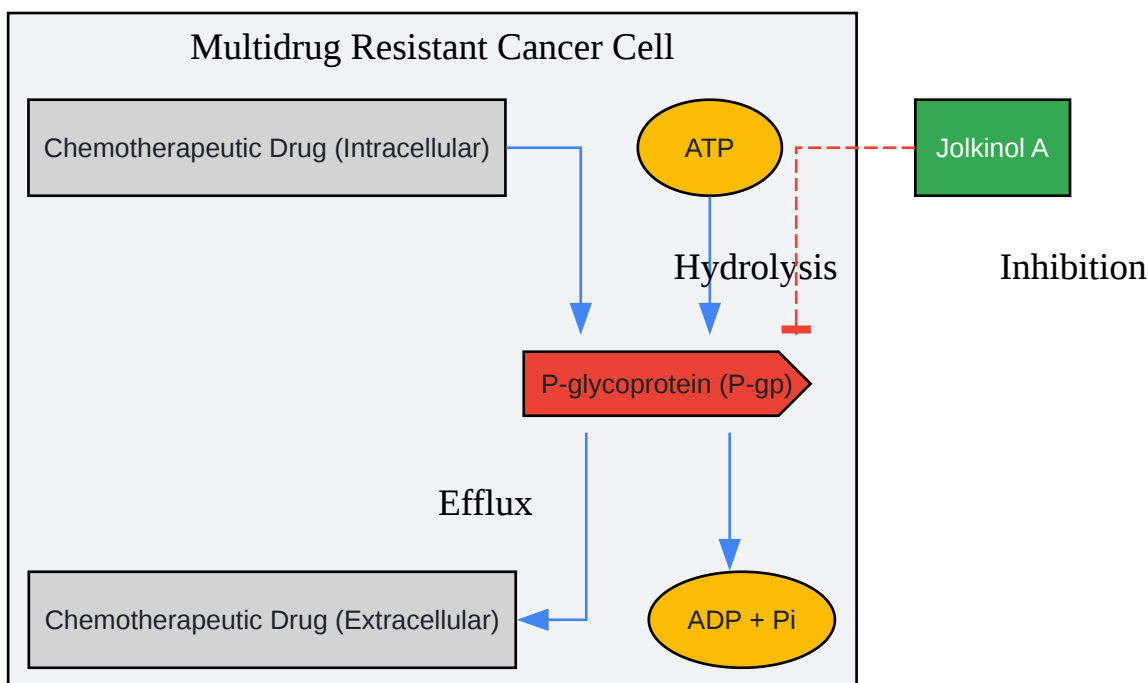 Multidrug Resistant Cancer Cell
Chemotherapeutic Drug (Intracellular)
ATP
Jolkinol A
Hydrolysis
Inhibition
P-glycoprotein (P-gp)
Efflux
Chemotherapeutic Drug (Extracellular)
ADP + Pi